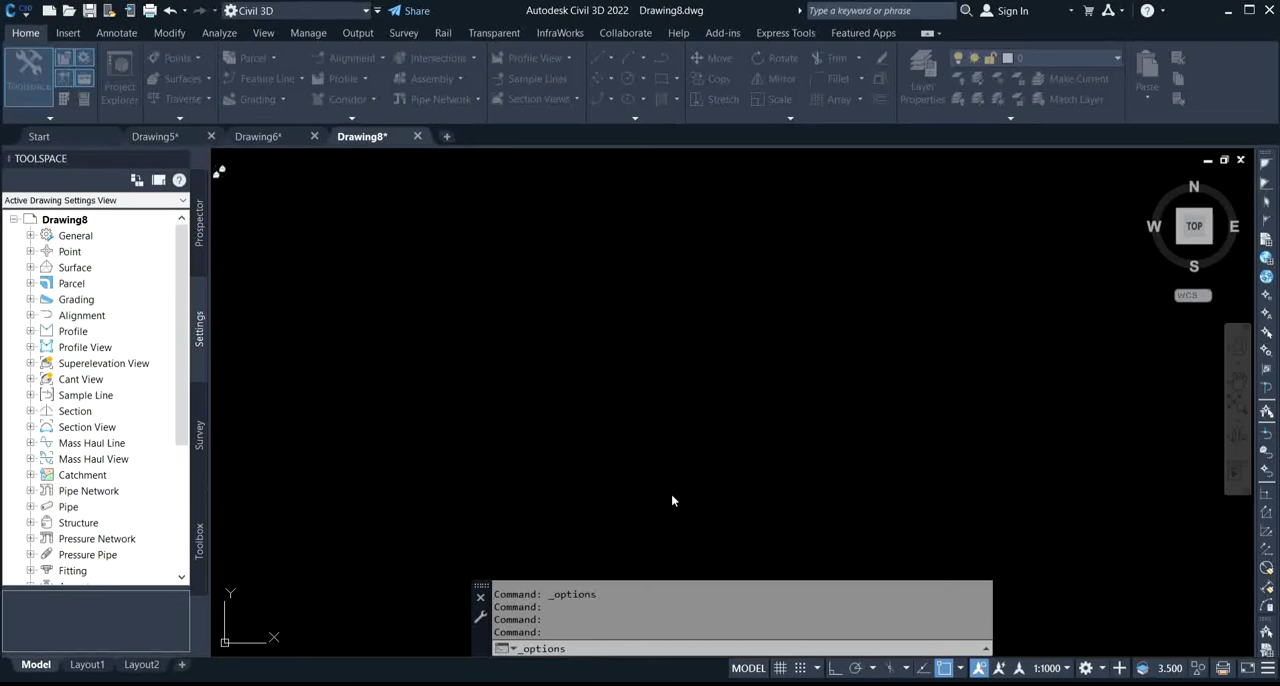 C3D
Civil 3D
Share
Autodesk Civil 3D 2022 Drawing8.dwg
Type a keyword or phrase
Sign In
Home Insert Annotate Modify Analyze View Manage Output Survey Rail Transparent InfraWorks Collaborate Help Add-ins Express Tools Featured Apps
Toolspace
Project
Explorer
Points
Surfaces
Traverse
Parcel
Feature Line
Grading
Alignment
Profile
Corridor
Intersections
Assembly
Pipe Network
Profile View
Sample Lines
Section Views
Move
Copy
Stretch
Rotate
Mirror
Scale
Trim
Fillet
Array
Layer
Properties
0
Make Current
Match Layer
Paste
Start Drawing5* Drawing6* Drawing8*
TOOLSPACE
Active Drawing Settings View
Drawing8
General
Point
Surface
Parcel
Grading
Alignment
Profile
Profile View
Superelevation View
Cant View
Sample Line
Section
Section View
Mass Haul Line
Mass Haul View
Catchment
Pipe Network
Pipe
Structure
Pressure Network
Pressure Pipe
Fitting
Prospector
Settings
Survey
Toolbox
N
W TOP E
S
WCS
Y
X
Command: _options
Command:
Command:
Command:
_options
Model Layout1 Layout2
MODEL 1:1000 3.500